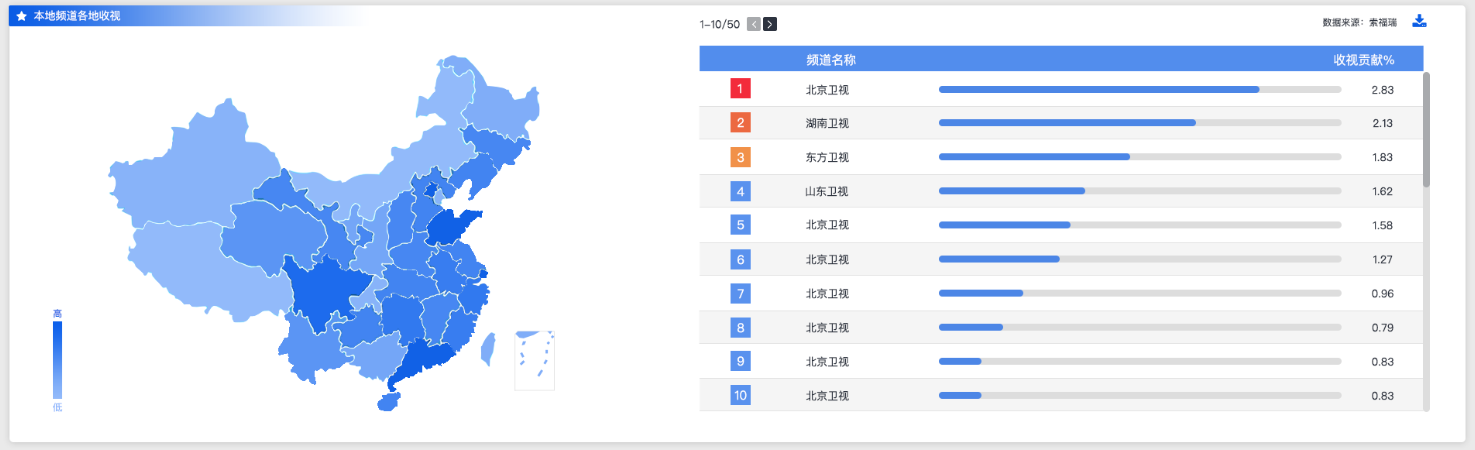 本地频道各地收视
1-10/50
数据来源：索福瑞
频道名称 收视贡献%
1 北京卫视 2.83
2 湖南卫视 2.13
3 东方卫视 1.83
4 山东卫视 1.62
5 北京卫视 1.58
6 北京卫视 1.27
7 北京卫视 0.96
8 北京卫视 0.79
9 北京卫视 0.83
10 北京卫视 0.83
高
低